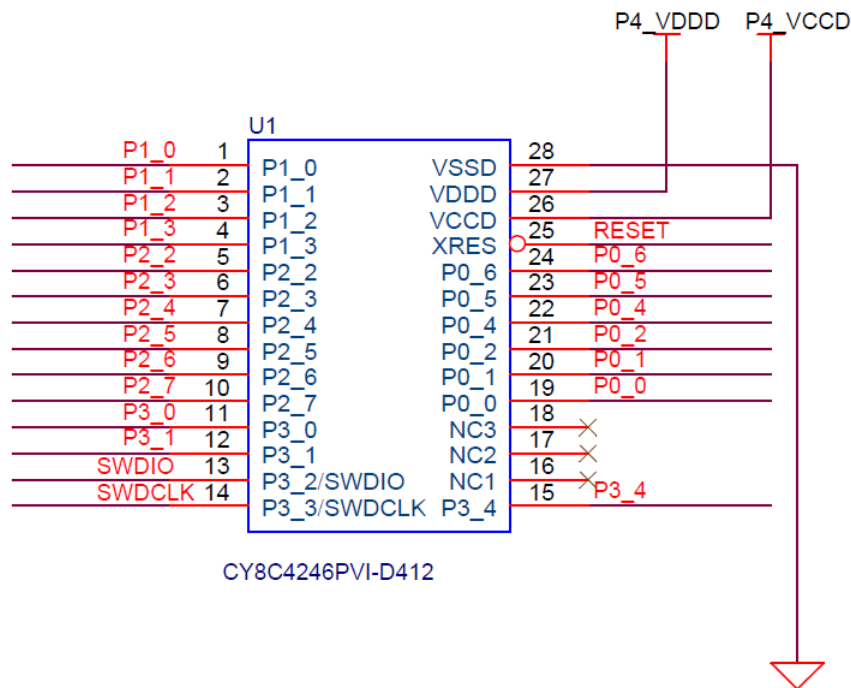 P4_VDDD P4_VCCD
U1
P1_0 1 P1_0 VSSD 28
P1_1 2 P1_1 VDDD 27
P1_2 3 P1_2 VCCD 26
P1_3 4 P1_3 XRES 25 RESET
P2_2 5 P2_2 P0_6 24 P0_6
P2_3 6 P2_3 P0_5 23 P0_5
P2_4 7 P2_4 P0_4 22 P0_4
P2_5 8 P2_5 P0_2 21 P0_2
P2_6 9 P2_6 P0_1 20 P0_1
P2_7 10 P2_7 P0_0 19 P0_0
P3_0 11 P3_0 NC3 18
P3_1 12 P3_1 NC2 17
SWDIO 13 P3_2/SWDIO NC1 16
SWDCLK 14 P3_3/SWDCLK P3_4 15 P3_4
CY8C4246PVI-D412